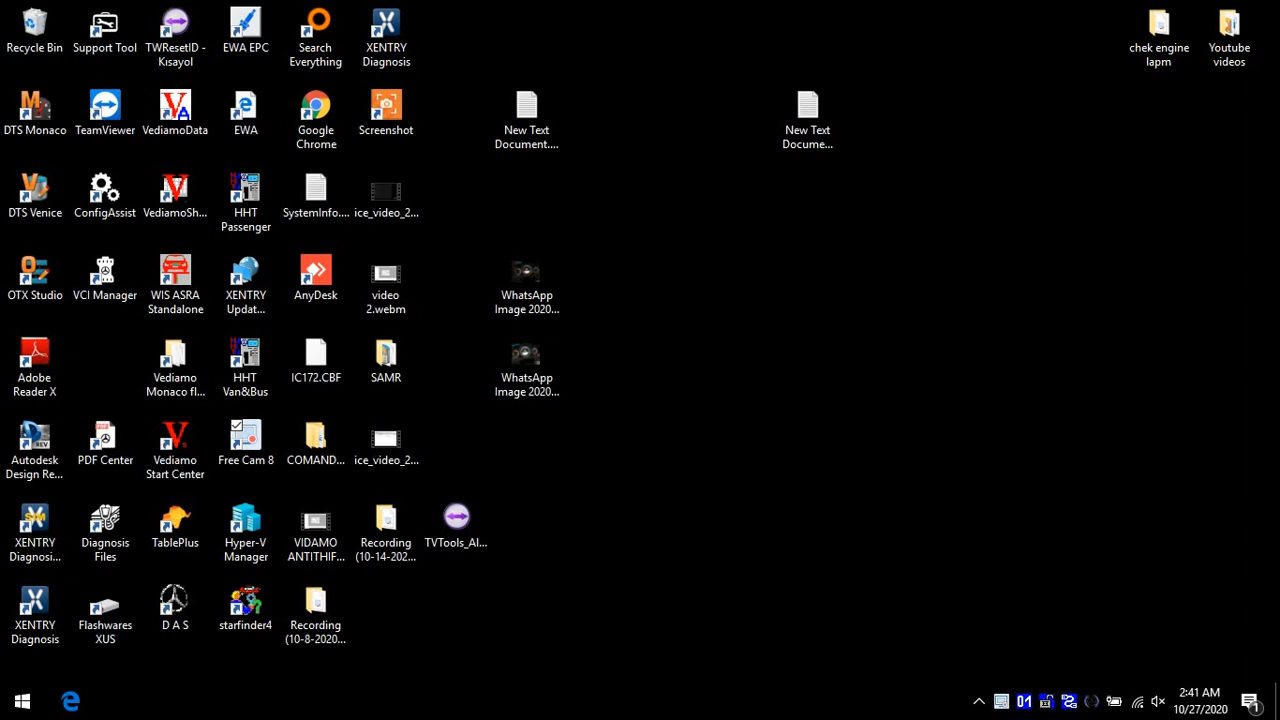 Recycle Bin
Support Tool
TWResetID -
Kısayol
EWA EPC
Search
Everything
XENTRY
Diagnosis
chek engine
lapm
Youtube
videos
DTS Monaco
TeamViewer
VediamoData
EWA
Google
Chrome
Screenshot
New Text
Document....
New Text
Docume...
DTS Venice
ConfigAssist
VediamoSh...
HHT
Passenger
SystemInfo....
ice_video_2...
OTX Studio
VCI Manager
WIS ASRA
Standalone
XENTRY
Updat...
AnyDesk
video
2.webm
WhatsApp
Image 2020...
Adobe
Reader X
Vediamo
Monaco fl...
HHT
Van&Bus
IC172.CBF
SAMR
WhatsApp
Image 2020...
Autodesk
Design Re...
PDF Center
Vediamo
Start Center
Free Cam 8
COMAND...
ice_video_2...
XENTRY
Diagnosi...
Diagnosis
Files
TablePlus
Hyper-V
Manager
VIDAMO
ANTITHIF...
Recording
(10-14-202...
TVTools_Al...
XENTRY
Diagnosis
Flashwares
XUS
D A S
starfinder4
Recording
(10-8-2020...
01
2:41 AM
10/27/2020
1